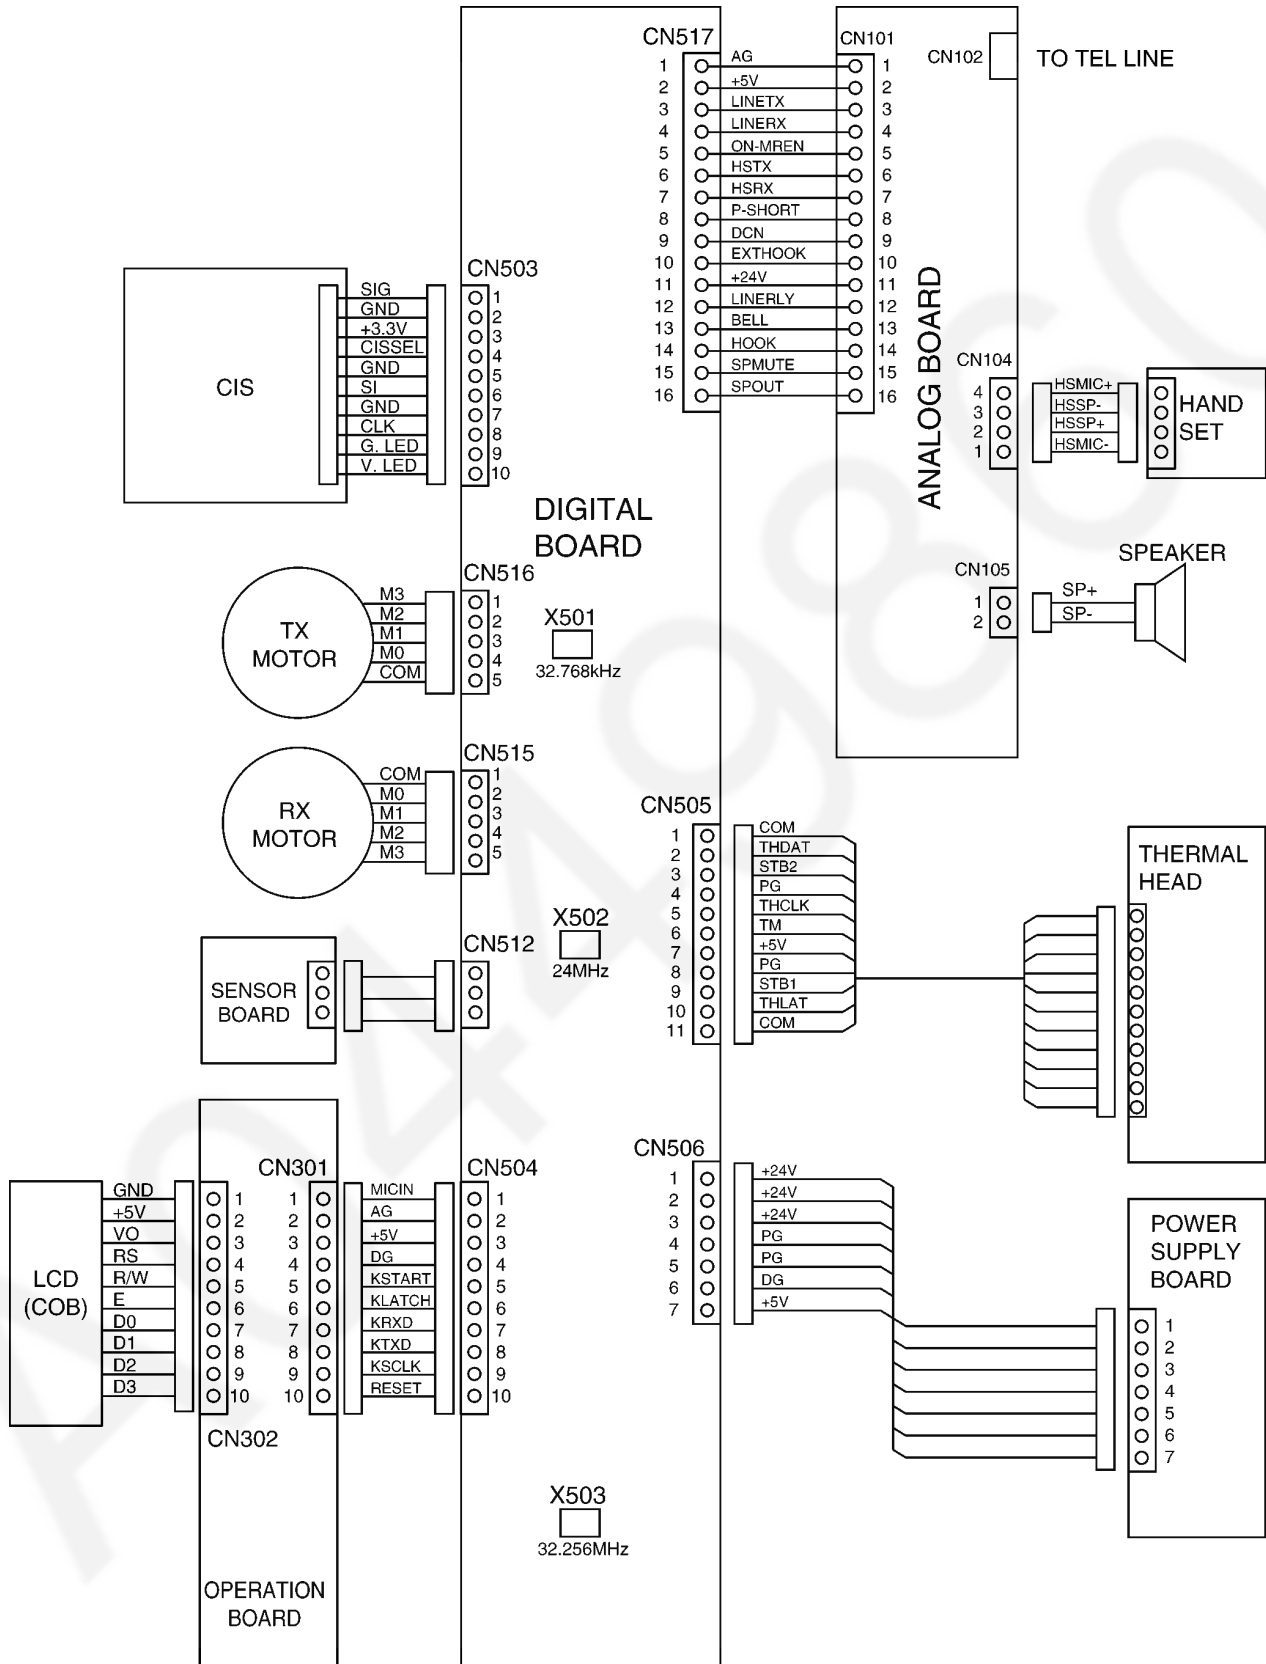 CN517
CN101
CN102
TO TEL LINE
1 AG 1
2 +5V 2
3 LINETX 3
4 LINERX 4
5 ON-MREN 5
6 HSTX 6
7 HSRX 7
8 P-SHORT 8
9 DCN 9
10 EXTHOOK 10
11 +24V 11
12 LINERLY 12
13 BELL 13
14 HOOK 14
15 SPMUTE 15
16 SPOUT 16
ANALOG BOARD
CN104
4 HSMIC+
3 HSSP-
2 HSSP+
1 HSMIC-
HAND
SET
CN105
1 SP+
2 SP-
SPEAKER
CIS
CN503
SIG 1
GND 2
+3.3V 3
CISSEL 4
GND 5
SI 6
GND 7
CLK 8
G. LED 9
V. LED 10
DIGITAL
BOARD
TX
MOTOR
CN516
M3 1
M2 2
M1 3
M0 4
COM 5
X501
32.768kHz
RX
MOTOR
CN515
COM 1
M0 2
M1 3
M2 4
M3 5
X502
24MHz
SENSOR
BOARD
CN512
CN505
1 COM
2 THDAT
3 STB2
4 PG
5 THCLK
6 TM
7 +5V
8 PG
9 STB1
10 THLAT
11 COM
THERMAL
HEAD
CN506
1 +24V
2 +24V
3 +24V
4 PG
5 PG
6 DG
7 +5V
POWER
SUPPLY
BOARD
1
2
3
4
5
6
7
LCD
(COB)
GND 1
+5V 2
VO 3
RS 4
R/W 5
E 6
D0 7
D1 8
D2 9
D3 10
CN302
CN301
CN504
1 MICIN 1
2 AG 2
3 +5V 3
4 DG 4
5 KSTART 5
6 KLATCH 6
7 KRXD 7
8 KTXD 8
9 KSCLK 9
10 RESET 10
X503
32.256MHz
OPERATION
BOARD